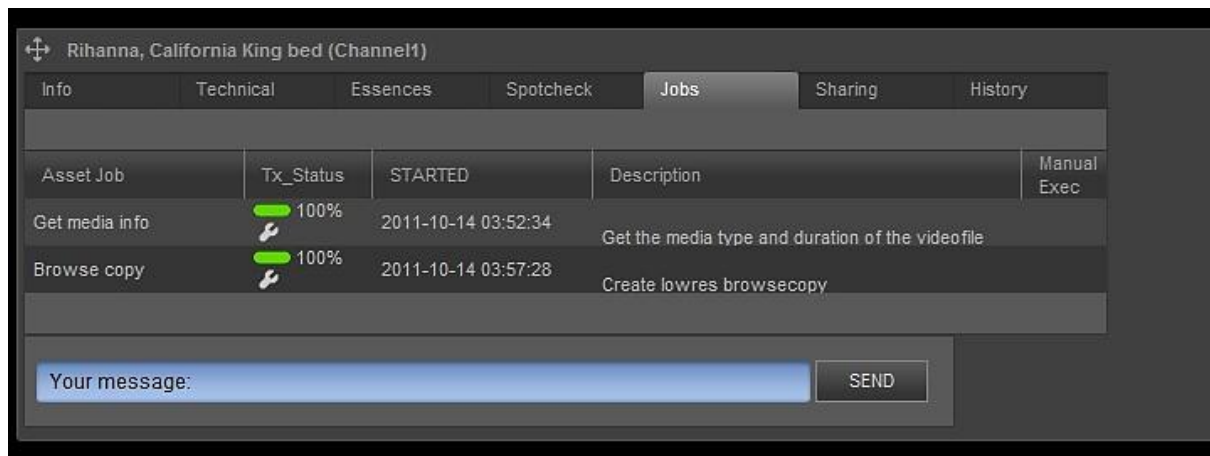 Rihanna, California King bed (Channel1)
Info Technical Essences Spotcheck Jobs Sharing History
Asset Job Tx_Status STARTED Description Manual Exec
Get media info 100% 2011-10-14 03:52:34 Get the media type and duration of the videofile
Browse copy 100% 2011-10-14 03:57:28 Create lowres browsecopy
Your message: SEND